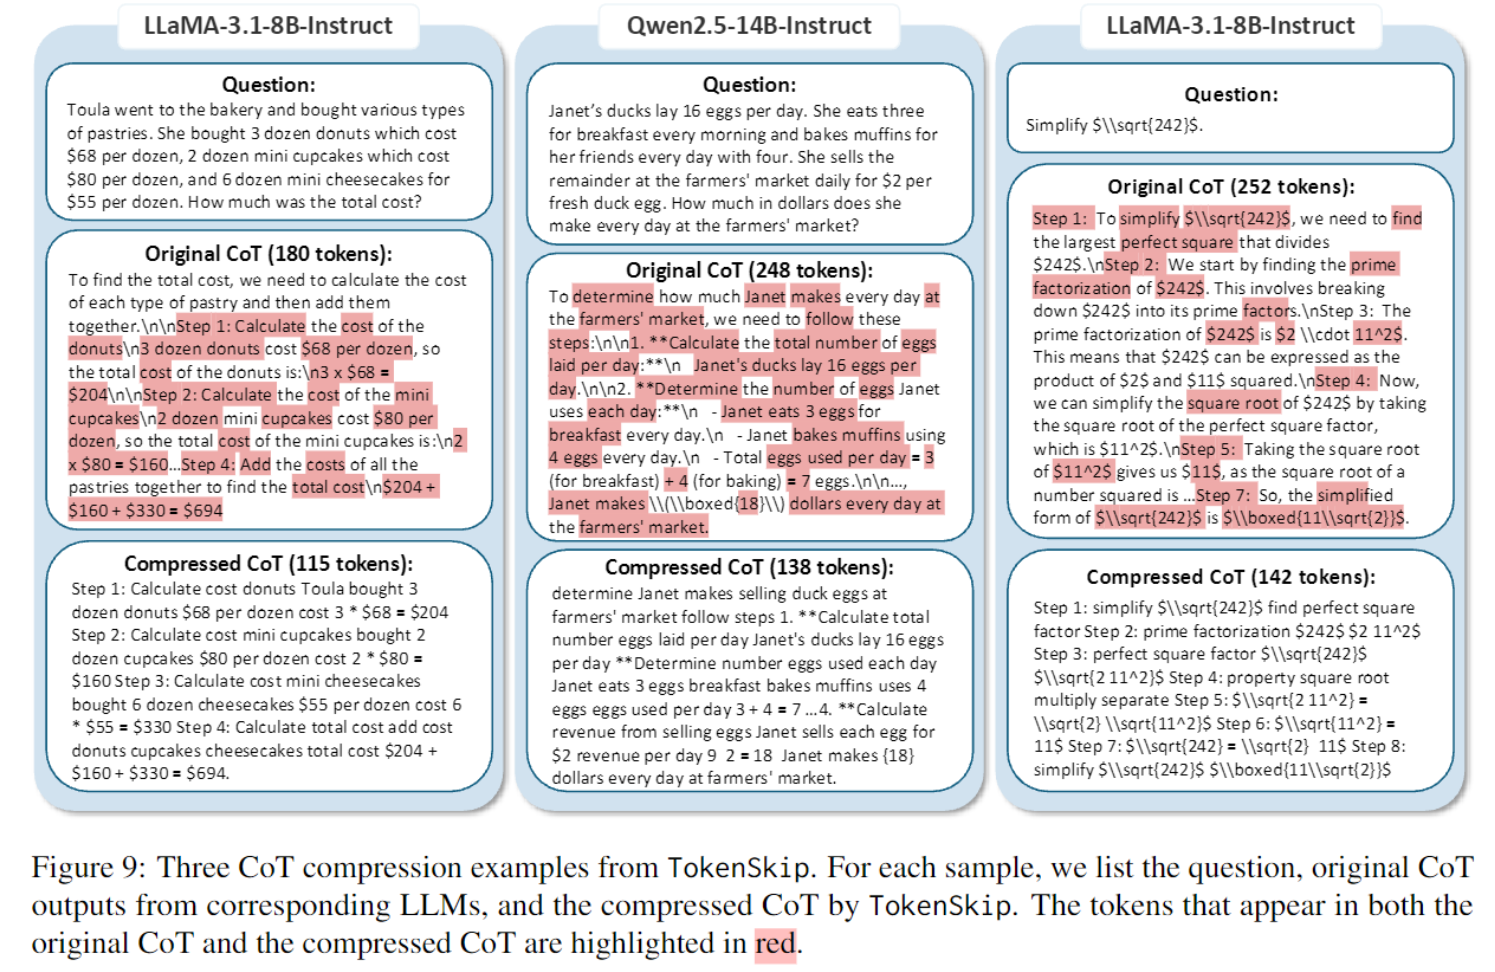 LLaMA-3.1-8B-Instruct
Question:
Toula went to the bakery and bought various types
of pastries. She bought 3 dozen donuts which cost
$68 per dozen, 2 dozen mini cupcakes which cost
$80 per dozen, and 6 dozen mini cheesecakes for
$55 per dozen. How much was the total cost?
Original CoT (180 tokens):
To find the total cost, we need to calculate the cost
of each type of pastry and then add them
together.\n\nStep 1: Calculate the cost of the
donuts\n3 dozen donuts cost $68 per dozen, so
the total cost of the donuts is:\n3 x $68 =
$204\n\nStep 2: Calculate the cost of the mini
cupcakes\n2 dozen mini cupcakes cost $80 per
dozen, so the total cost of the mini cupcakes is:\n2
x $80 = $160...Step 4: Add the costs of all the
pastries together to find the total cost\n$204 +
$160 + $330 = $694
Compressed CoT (115 tokens):
Step 1: Calculate cost donuts Toula bought 3
dozen donuts $68 per dozen cost 3 * $68 = $204
Step 2: Calculate cost mini cupcakes bought 2
dozen cupcakes $80 per dozen cost 2 * $80 =
$160 Step 3: Calculate cost mini cheesecakes
bought 6 dozen cheesecakes $55 per dozen cost 6
* $55 = $330 Step 4: Calculate total cost add cost
donuts cupcakes cheesecakes total cost $204 +
$160 + $330 = $694.
Qwen2.5-14B-Instruct
Question:
Janet's ducks lay 16 eggs per day. She eats three
for breakfast every morning and bakes muffins for
her friends every day with four. She sells the
remainder at the farmers' market daily for $2 per
fresh duck egg. How much in dollars does she
make every day at the farmers' market?
Original CoT (248 tokens):
To determine how much Janet makes every day at
the farmers' market, we need to follow these
steps:\n\n1. **Calculate the total number of eggs
laid per day:**\n   Janet's ducks lay 16 eggs per
day.\n\n2. **Determine the number of eggs Janet
uses each day:**\n   - Janet eats 3 eggs for
breakfast every day.\n   - Janet bakes muffins using
4 eggs every day.\n   - Total eggs used per day = 3
(for breakfast) + 4 (for baking) = 7 eggs.\n\n...,
Janet makes \\(\\boxed{18}\\) dollars every day at
the farmers' market.
Compressed CoT (138 tokens):
determine Janet makes selling duck eggs at
farmers' market follow steps 1. **Calculate total
number eggs laid per day Janet's ducks lay 16 eggs
per day **Determine number eggs used each day
Janet eats 3 eggs breakfast bakes muffins uses 4
eggs eggs used per day 3 + 4 = 7 ...4. **Calculate
revenue from selling eggs Janet sells each egg for
$2 revenue per day 9  2 = 18  Janet makes {18}
dollars every day at farmers' market.
LLaMA-3.1-8B-Instruct
Question:
Simplify $\\sqrt{242}$.
Original CoT (252 tokens):
Step 1:  To simplify $\\sqrt{242}$, we need to find
the largest perfect square that divides
$242$.\nStep 2:  We start by finding the prime
factorization of $242$. This involves breaking
down $242$ into its prime factors.\nStep 3:  The
prime factorization of $242$ is $2 \\cdot 11^2$.
This means that $242$ can be expressed as the
product of $2$ and $11$ squared.\nStep 4:  Now,
we can simplify the square root of $242$ by taking
the square root of the perfect square factor,
which is $11^2$.\nStep 5:  Taking the square root
of $11^2$ gives us $11$, as the square root of a
number squared is ...Step 7:  So, the simplified
form of $\\sqrt{242}$ is $\\boxed{11\\sqrt{2}}$.
Compressed CoT (142 tokens):
Step 1: simplify $\\sqrt{242}$ find perfect square
factor Step 2: prime factorization $242$ $2 11^2$
Step 3: perfect square factor $\\sqrt{242}$
$\\sqrt{2 11^2}$ Step 4: property square root
multiply separate Step 5: $\\sqrt{2 11^2} =
\\sqrt{2} \\sqrt{11^2}$ Step 6: $\\sqrt{11^2} =
11$ Step 7: $\\sqrt{242} = \\sqrt{2}  11$ Step 8:
simplify $\\sqrt{242}$ $\\boxed{11\\sqrt{2}}$
Figure 9: Three CoT compression examples from TokenSkip. For each sample, we list the question, original CoT
outputs from corresponding LLMs, and the compressed CoT by TokenSkip. The tokens that appear in both the
original CoT and the compressed CoT are highlighted in red.